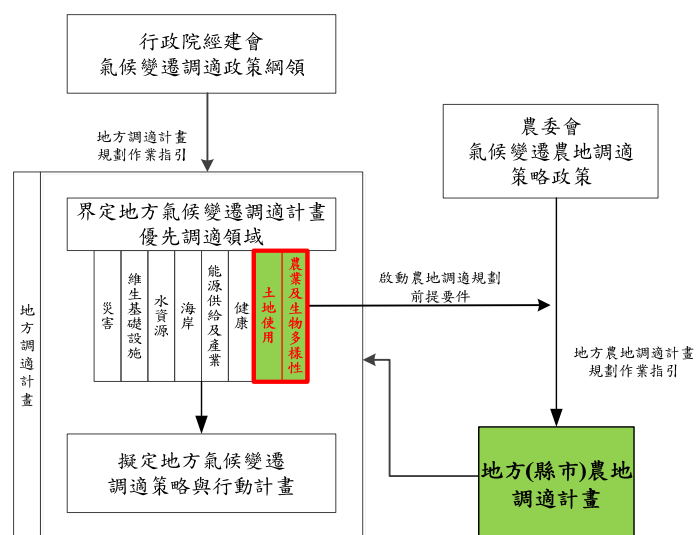 行政院經建會
氣候變遷調適政策綱領
地方調適計畫
規劃作業指引
農委會
氣候變遷農地調適
策略政策
地方調適計畫
界定地方氣候變遷調適計畫
優先調適領域
災害
維生基礎設施
水資源
海岸
能源供給及產業
健康
土地使用
農業及生物多樣性
啟動農地調適規劃
前提要件
地方農地調適計畫
規劃作業指引
擬定地方氣候變遷
調適策略與行動計畫
地方(縣市)農地
調適計畫